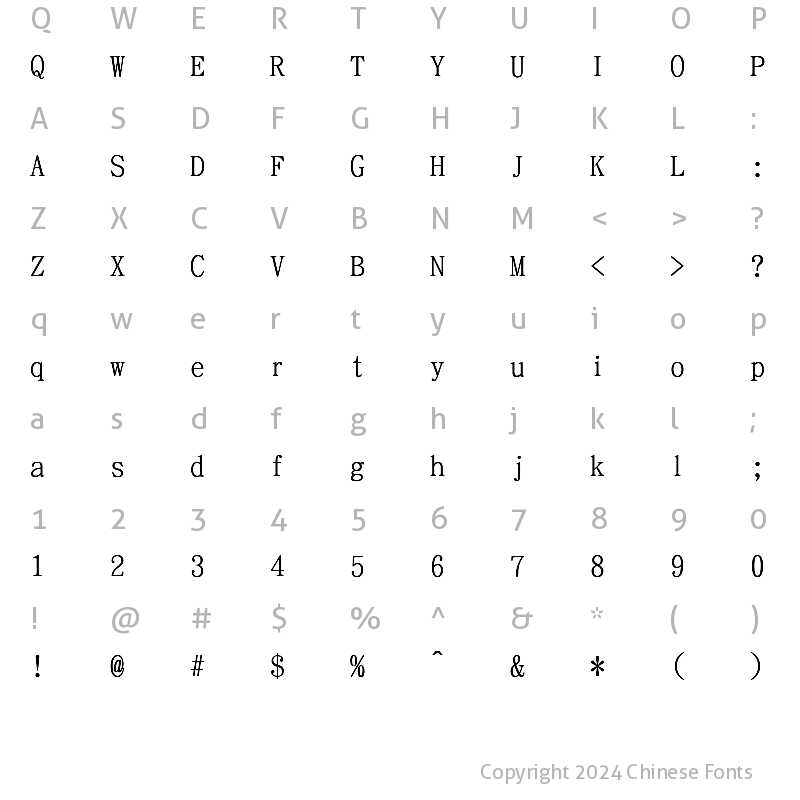 Q W E R T Y U I O P
Q W E R T Y U I O P
A S D F G H J K L :
A S D F G H J K L :
Z X C V B N M < > ?
Z X C V B N M < > ?
q w e r t y u i o p
q w e r t y u i o p
a s d f g h j k l ;
a s d f g h j k l ;
1 2 3 4 5 6 7 8 9 0
1 2 3 4 5 6 7 8 9 0
! @ # $ % ^ & * ( )
! @ # $ % ^ & * ( )
Copyright 2024 Chinese Fonts